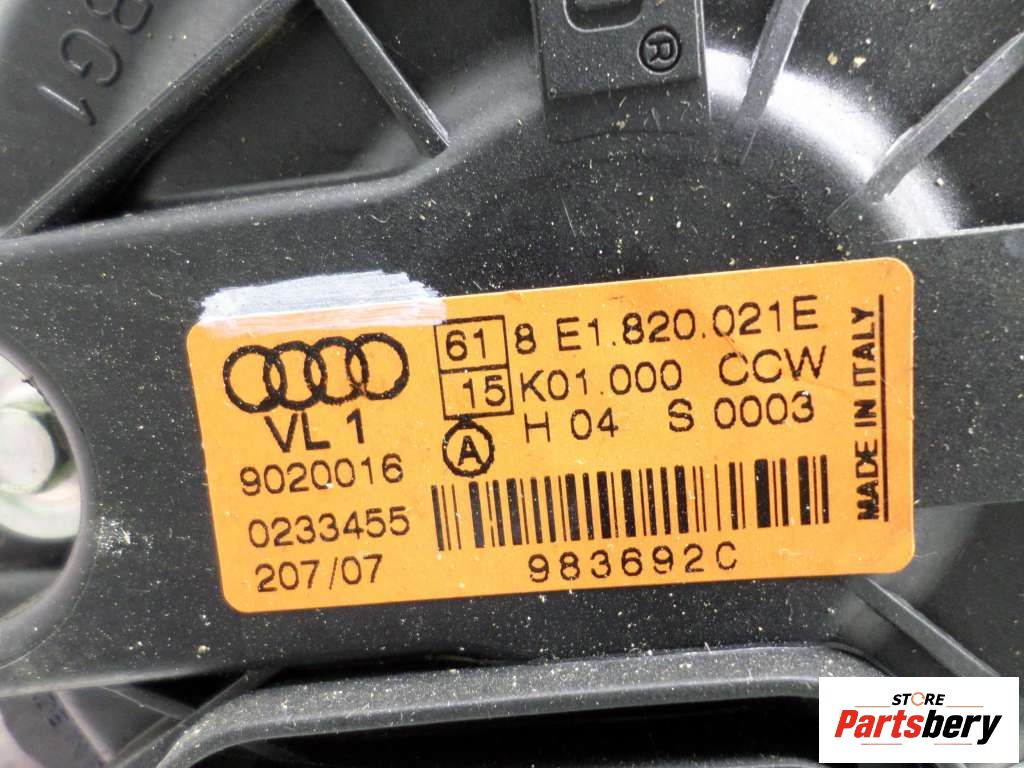 8G1
®
61 8 E1.820.021E
15 K01.000 CCW
VL 1
A H 04 S 0003
9020016
0233455
207/07
983692C
MADE IN ITALY
STORE
Partsbery